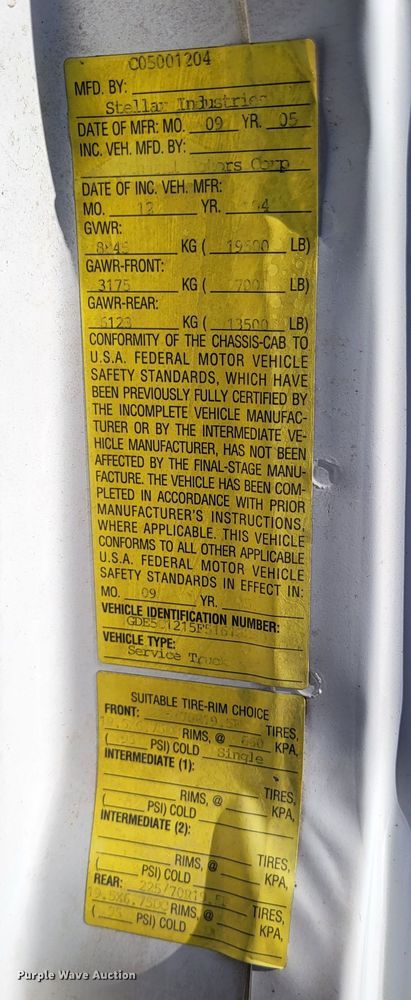 C05001204
MFD. BY:
Stellar Industries
DATE OF MFR: MO. 09 YR. 05
INC. VEH. MFD. BY:
Corp
DATE OF INC. VEH. MFR:
MO. 12 YR.
GVWR:
KG ( 19500 LB)
GAWR-FRONT:
3175 KG ( LB)
GAWR-REAR:
6123 KG ( 13500 LB)
CONFORMITY OF THE CHASSIS-CAB TO
U.S.A. FEDERAL MOTOR VEHICLE
SAFETY STANDARDS, WHICH HAVE
BEEN PREVIOUSLY FULLY CERTIFIED BY
THE INCOMPLETE VEHICLE MANUFAC-
TURER OR BY THE INTERMEDIATE VE-
HICLE MANUFACTURER, HAS NOT BEEN
AFFECTED BY THE FINAL-STAGE MANU-
FACTURE. THE VEHICLE HAS BEEN COM-
PLETED IN ACCORDANCE WITH PRIOR
MANUFACTURER'S INSTRUCTIONS,
WHERE APPLICABLE. THIS VEHICLE
CONFORMS TO ALL OTHER APPLICABLE
U.S.A. FEDERAL MOTOR VEHICLE
SAFETY STANDARDS IN EFFECT IN:
MO. 09 YR.
VEHICLE IDENTIFICATION NUMBER:
VEHICLE TYPE:
Service Truck
SUITABLE TIRE-RIM CHOICE
FRONT: TIRES,
RIMS, @ KPA,
( PSI) COLD Single
INTERMEDIATE (1):
TIRES,
RIMS, @ KPA,
( PSI) COLD
INTERMEDIATE (2):
TIRES,
RIMS, @ KPA,
( PSI) COLD
REAR: 225/70R19.5 TIRES,
RIMS, @ KPA,
( PSI) COLD
Purple Wave Auction